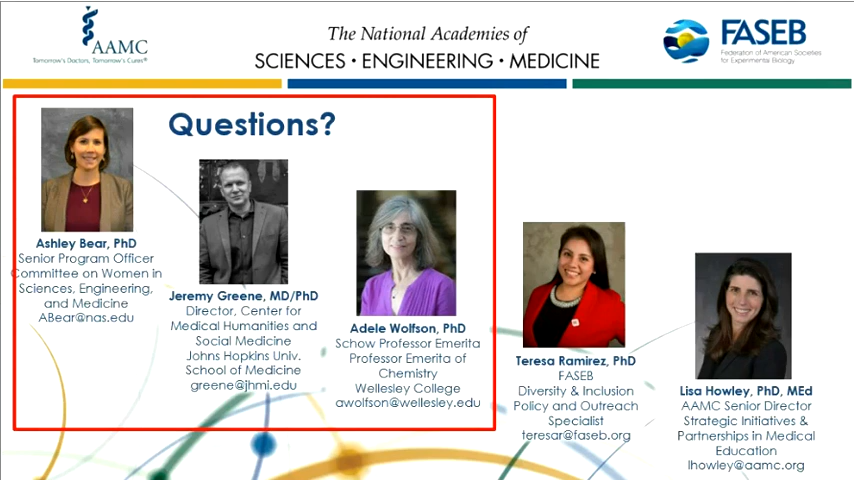 AAMC
Tomorrow's Doctors, Tomorrow's Cures®
The National Academies of
SCIENCES • ENGINEERING • MEDICINE
FASEB
Federation of American Societies
for Experimental Biology
Questions?
Ashley Bear, PhD
Senior Program Officer
Committee on Women in
Sciences, Engineering,
and Medicine
ABear@nas.edu
Jeremy Greene, MD/PhD
Director, Center for
Medical Humanities and
Social Medicine
Johns Hopkins Univ.
School of Medicine
greene@jhmi.edu
Adele Wolfson, PhD
Schow Professor Emerita
Professor Emerita of
Chemistry
Wellesley College
awolfson@wellesley.edu
Teresa Ramirez, PhD
FASEB
Diversity & Inclusion
Policy and Outreach
Specialist
teresar@faseb.org
Lisa Howley, PhD, MEd
AAMC Senior Director
Strategic Initiatives &
Partnerships in Medical
Education
lhowley@aamc.org